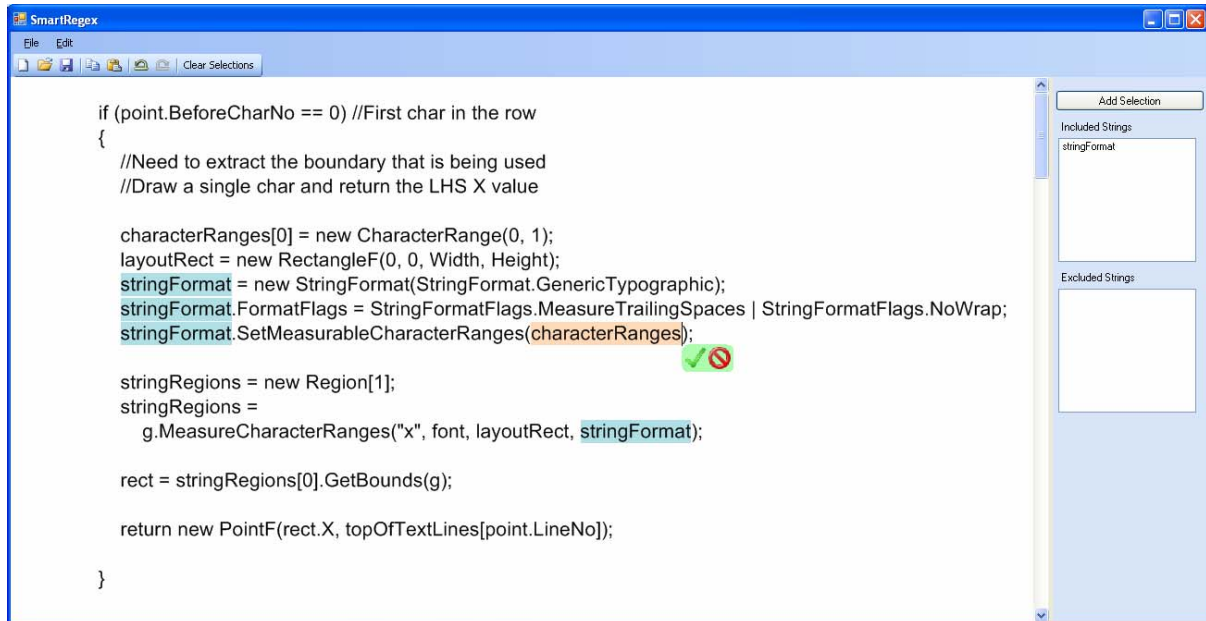 SmartRegex
File Edit
Clear Selections
if (point.BeforeCharNo == 0) //First char in the row
{
//Need to extract the boundary that is being used
//Draw a single char and return the LHS X value
characterRanges[0] = new CharacterRange(0, 1);
layoutRect = new RectangleF(0, 0, Width, Height);
stringFormat = new StringFormat(StringFormat.GenericTypographic);
stringFormat.FormatFlags = StringFormatFlags.MeasureTrailingSpaces | StringFormatFlags.NoWrap;
stringFormat.SetMeasurableCharacterRanges(characterRanges);
stringRegions = new Region[1];
stringRegions =
g.MeasureCharacterRanges("x", font, layoutRect, stringFormat);
rect = stringRegions[0].GetBounds(g);
return new PointF(rect.X, topOfTextLines[point.LineNo]);
}
Add Selection
Included Strings
stringFormat
Excluded Strings